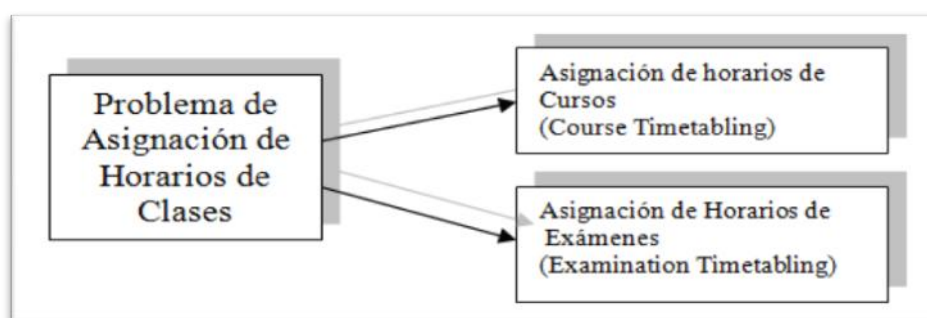 Problema de
Asignación de
Horarios de
Clases
Asignación de horarios de
Cursos
(Course Timetabling)
Asignación de Horarios de
Exámenes
(Examination Timetabling)